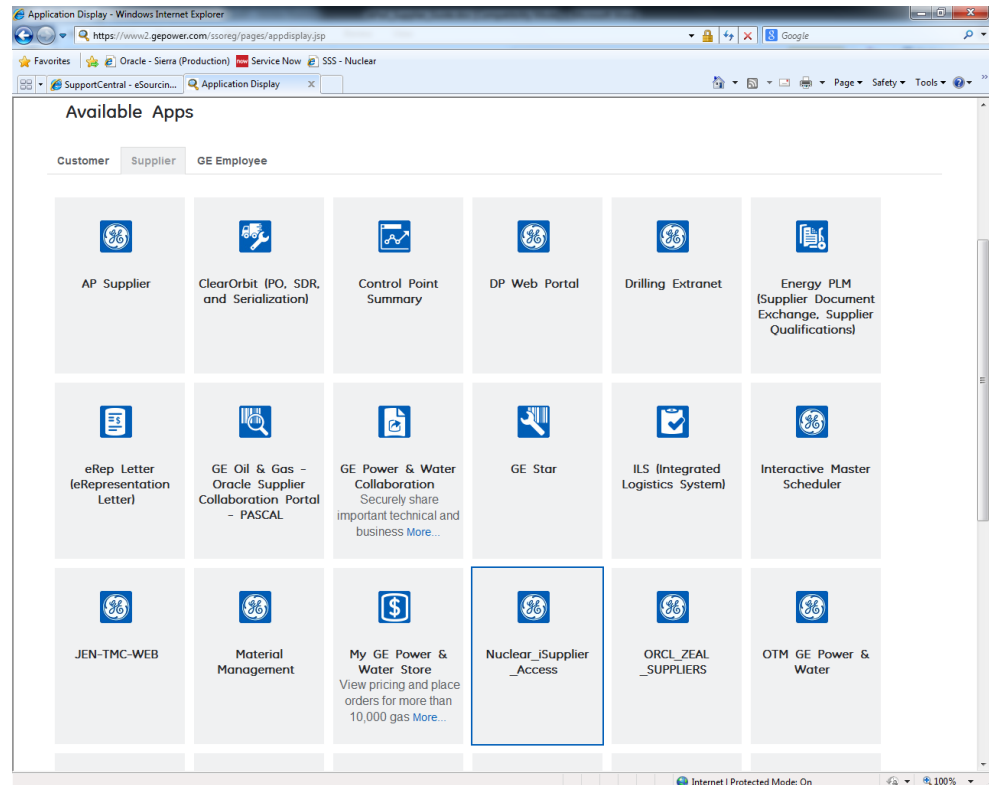 Application Display - Windows Internet Explorer
https://www2.gepower.com/ssoreg/pages/appdisplay.jsp
Google
Favorites Oracle - Sierra (Production) now Service Now SSS - Nuclear
SupportCentral - eSourcin... Application Display X
Page Safety Tools
Available Apps
Customer Supplier GE Employee
AP Supplier
ClearOrbit (PO, SDR,
and Serialization)
Control Point
Summary
DP Web Portal
Drilling Extranet
Energy PLM
(Supplier Document
Exchange, Supplier
Qualifications)
eRep Letter
(eRepresentation
Letter)
GE Oil & Gas -
Oracle Supplier
Collaboration Portal
- PASCAL
GE Power & Water
Collaboration
Securely share
important technical and
business More...
GE Star
ILS (Integrated
Logistics System)
Interactive Master
Scheduler
JEN-TMC-WEB
Material
Management
My GE Power &
Water Store
View pricing and place
orders for more than
10,000 gas More...
Nuclear_iSupplier
_Access
ORCL_ZEAL
_SUPPLIERS
OTM GE Power &
Water
Internet | Protected Mode: On
100%